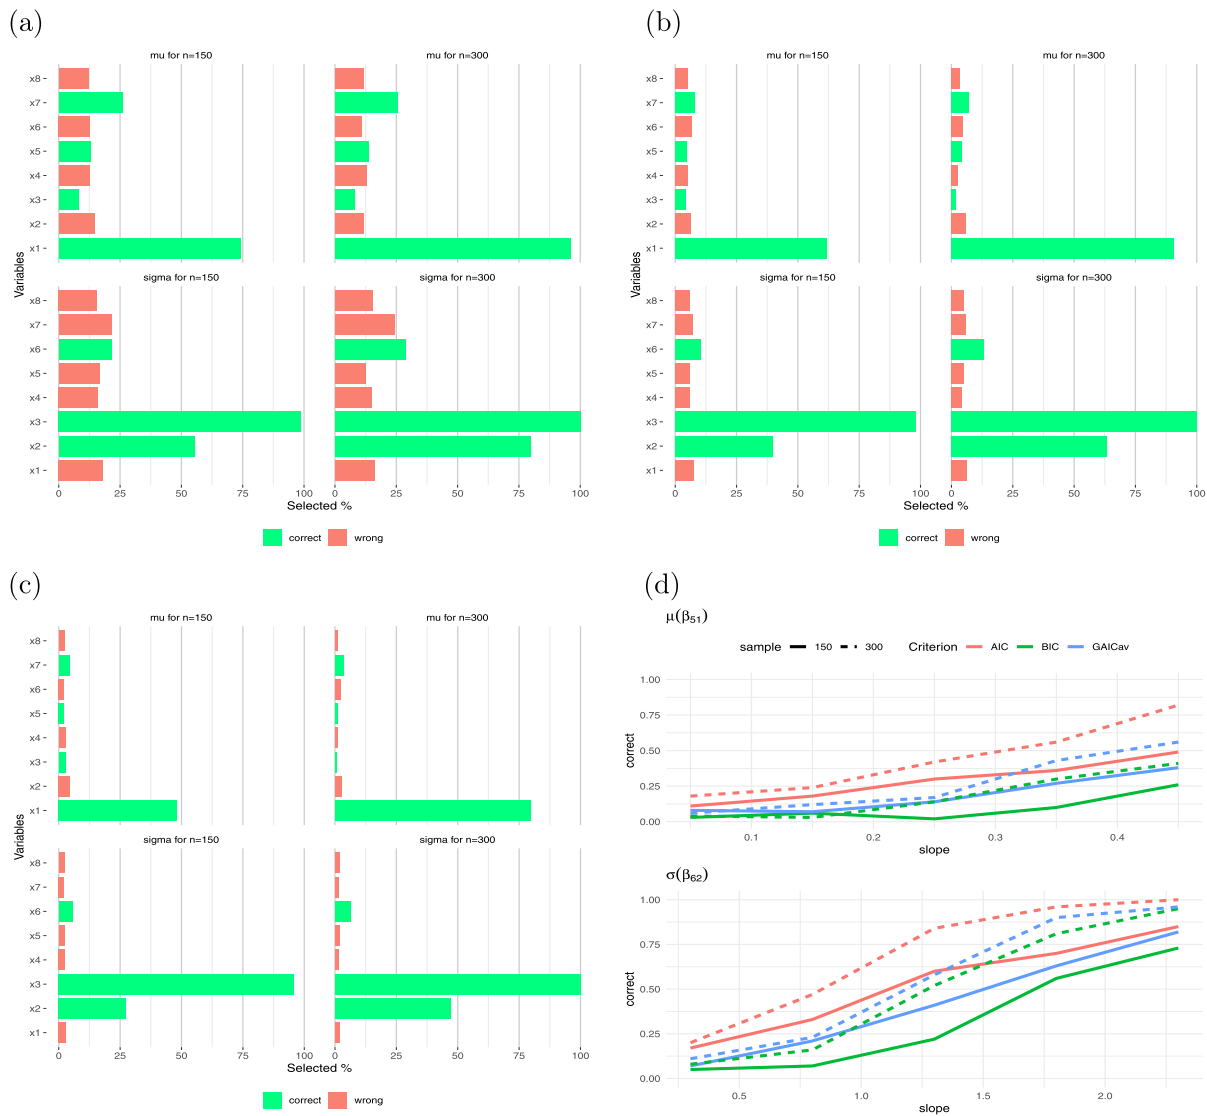 (a)
mu for n=150
mu for n=300
x8
x7
x6
x5
x4
x3
x2
x1
Variables
sigma for n=150
sigma for n=300
x8
x7
x6
x5
x4
x3
x2
x1
0 25 50 75 100 0 25 50 75 100
Selected %
correct wrong
(b)
mu for n=150
mu for n=300
x8
x7
x6
x5
x4
x3
x2
x1
Variables
sigma for n=150
sigma for n=300
x8
x7
x6
x5
x4
x3
x2
x1
0 25 50 75 100 0 25 50 75 100
Selected %
correct wrong
(c)
mu for n=150
mu for n=300
x8
x7
x6
x5
x4
x3
x2
x1
Variables
sigma for n=150
sigma for n=300
x8
x7
x6
x5
x4
x3
x2
x1
0 25 50 75 100 0 25 50 75 100
Selected %
correct wrong
(d)
μ(β51)
sample 150 300 Criterion AIC BIC GAICav
1.00
0.75
0.50
0.25
0.00
correct
0.1 0.2 0.3 0.4
slope
σ(β62)
1.00
0.75
0.50
0.25
0.00
correct
0.5 1.0 1.5 2.0
slope